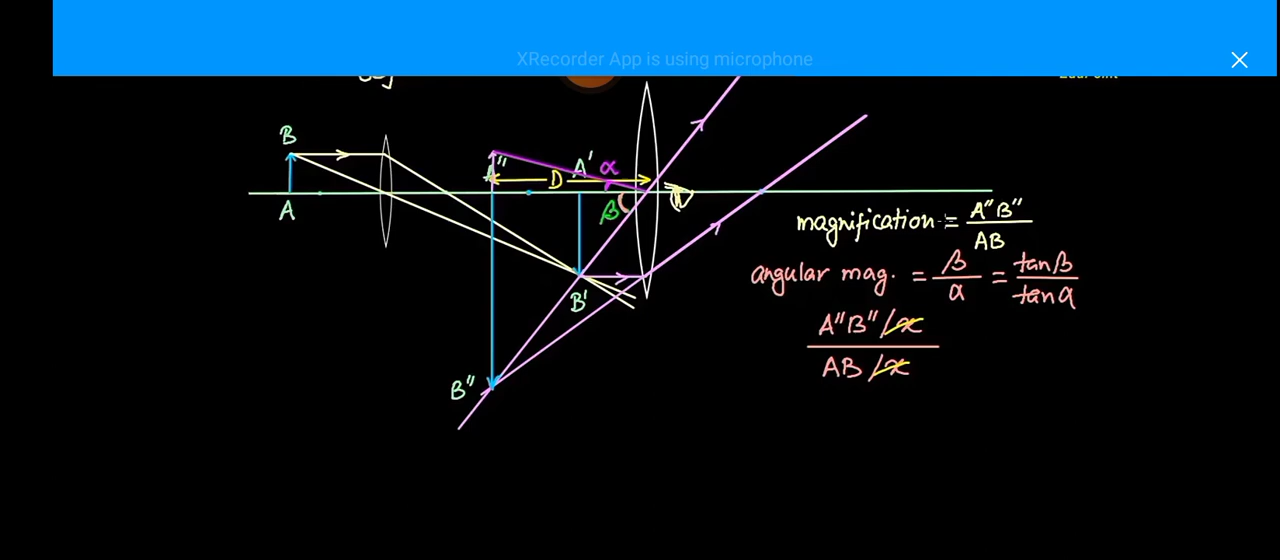 XRecorder App is using microphone
B
A
A"
D
A'
α
β
B'
B"
magnification = A"B" / AB
angular mag. = β / α = tanβ / tanα
A"B" / x
AB / x